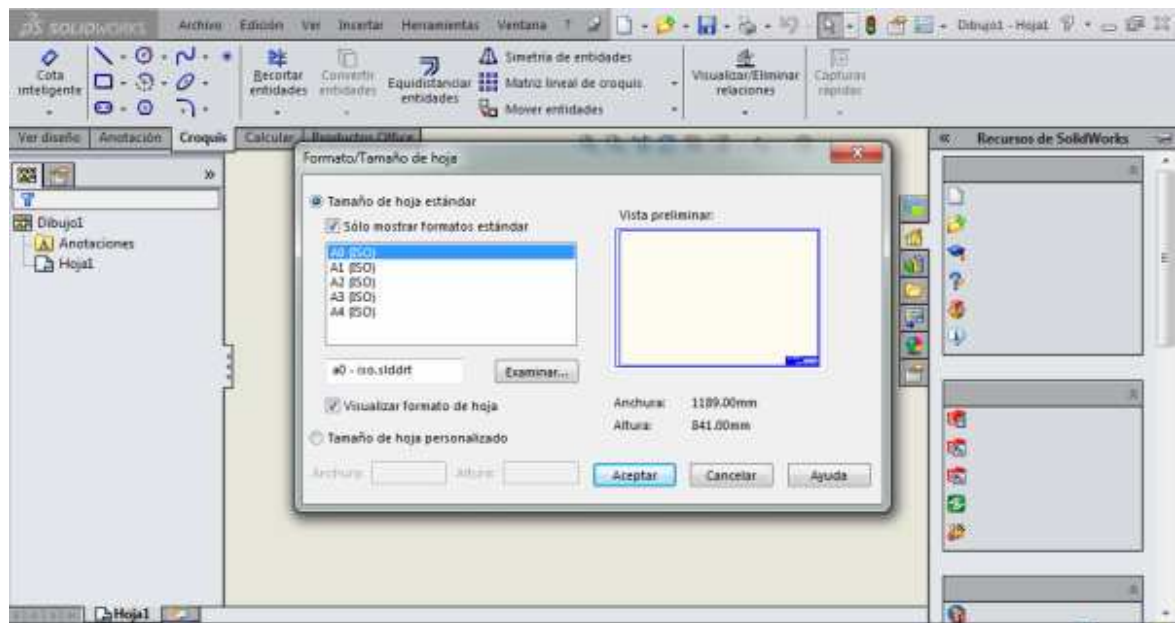 SOLIDWORKS Archivo Edición Ver Insertar Herramientas Ventana ? Dibujo1 - Hoja1
Cota inteligente
Recortar entidades
Convertir entidades
Equidistanciar entidades
Simetría de entidades
Matriz lineal de croquis
Mover entidades
Visualizar/Eliminar relaciones
Capturas rápidas
Ver diseño Anotación Croquis Calcular Productos Office
Recursos de SolidWorks
Dibujo1
Anotaciones
Hoja1
Formato/Tamaño de hoja
Tamaño de hoja estándar
Sólo mostrar formatos estándar
A0 (ISO)
A1 (ISO)
A2 (ISO)
A3 (ISO)
A4 (ISO)
a0 - iso.slddrt
Examinar...
Visualizar formato de hoja
Tamaño de hoja personalizado
Anchura: Altura:
Vista preliminar:
Anchura: 1189.00mm
Altura: 841.00mm
Aceptar Cancelar Ayuda
Hoja1